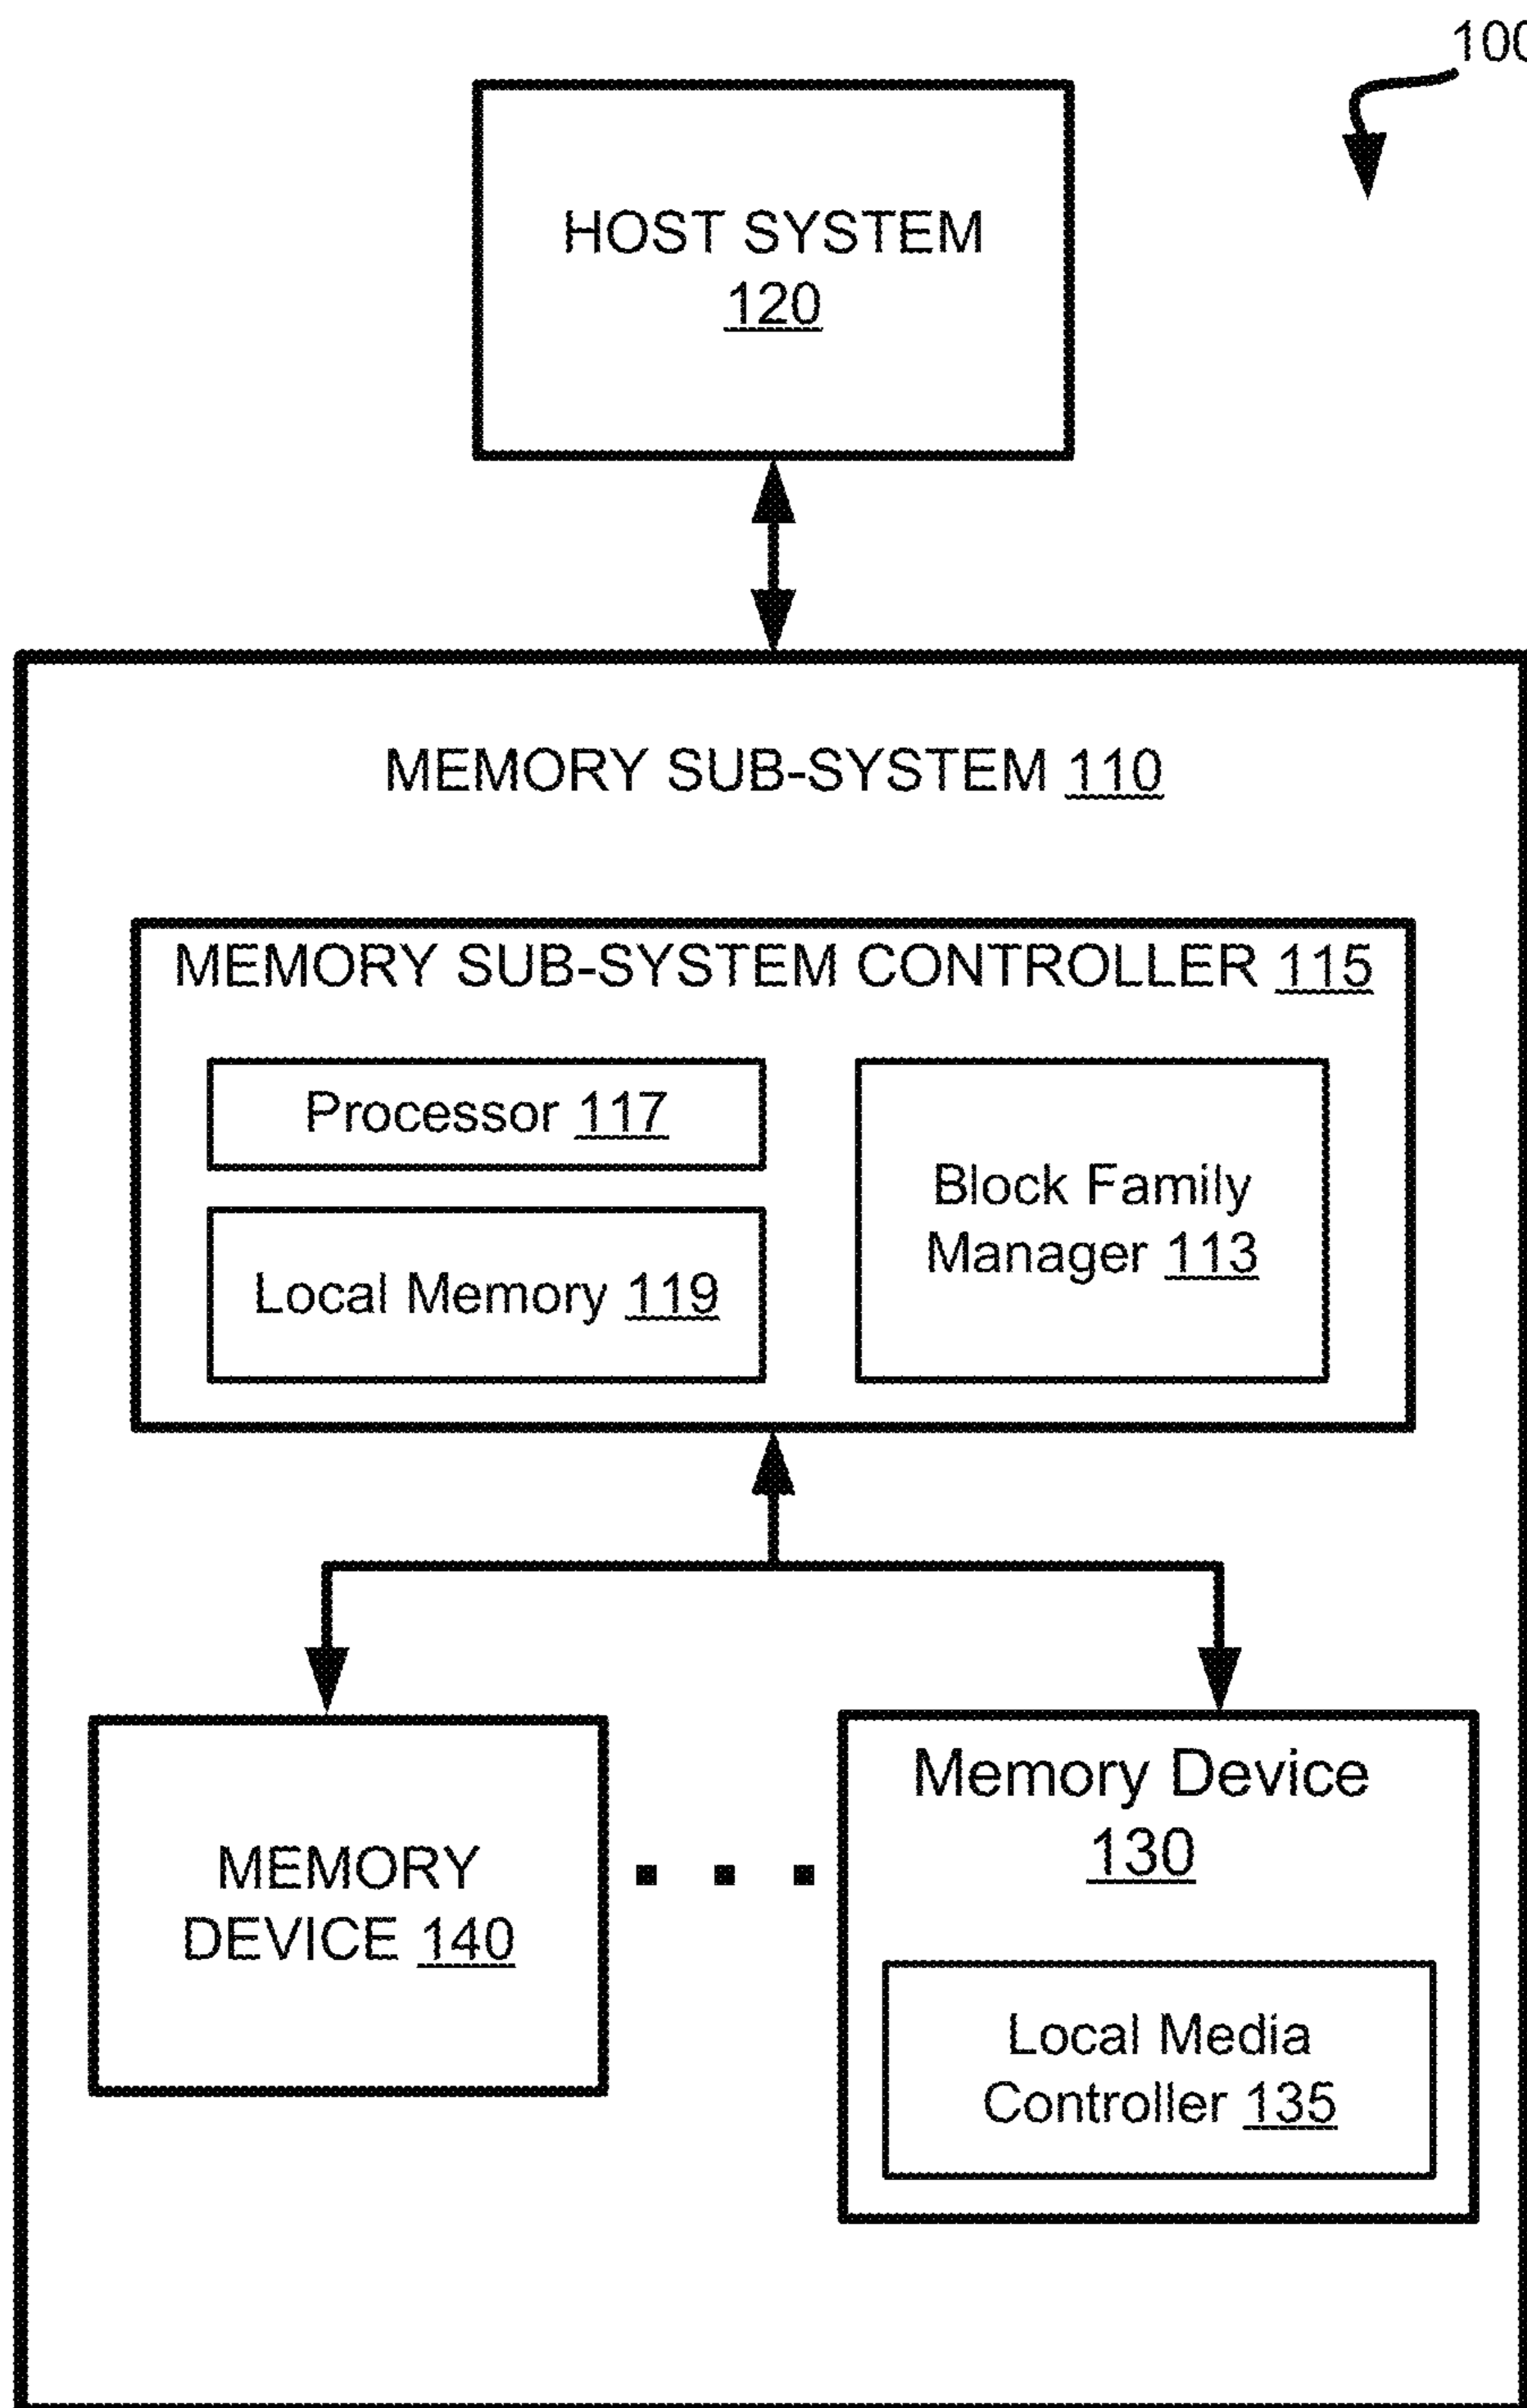 100
HOST SYSTEM
120
MEMORY SUB-SYSTEM 110
MEMORY SUB-SYSTEM CONTROLLER 115
Processor 117
Local Memory 119
Block Family
Manager 113
MEMORY
DEVICE 140
. . .
Memory Device
130
Local Media
Controller 135